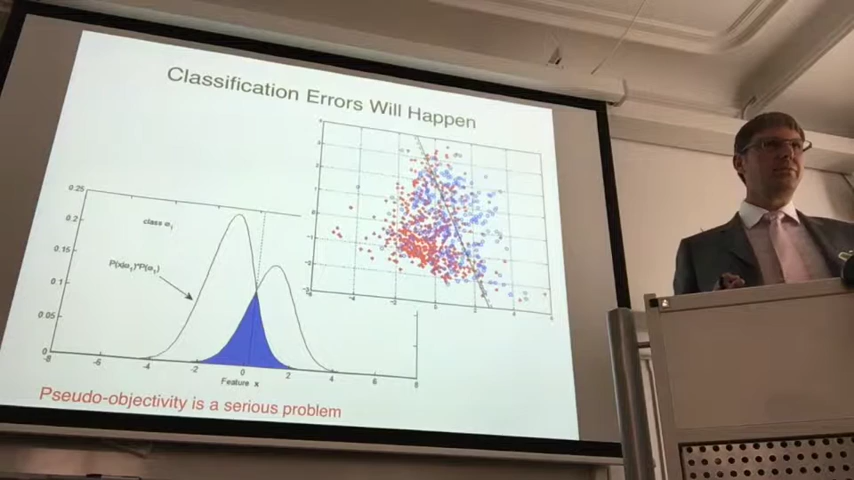 Classification Errors Will Happen
0.25
0.2
0.15
0.1
0.05
0
class ω₁
P(x|ω₁)*P(ω₁)
-8 -6 -4 -2 0 2 4 6 8
Feature x
Pseudo-objectivity is a serious problem